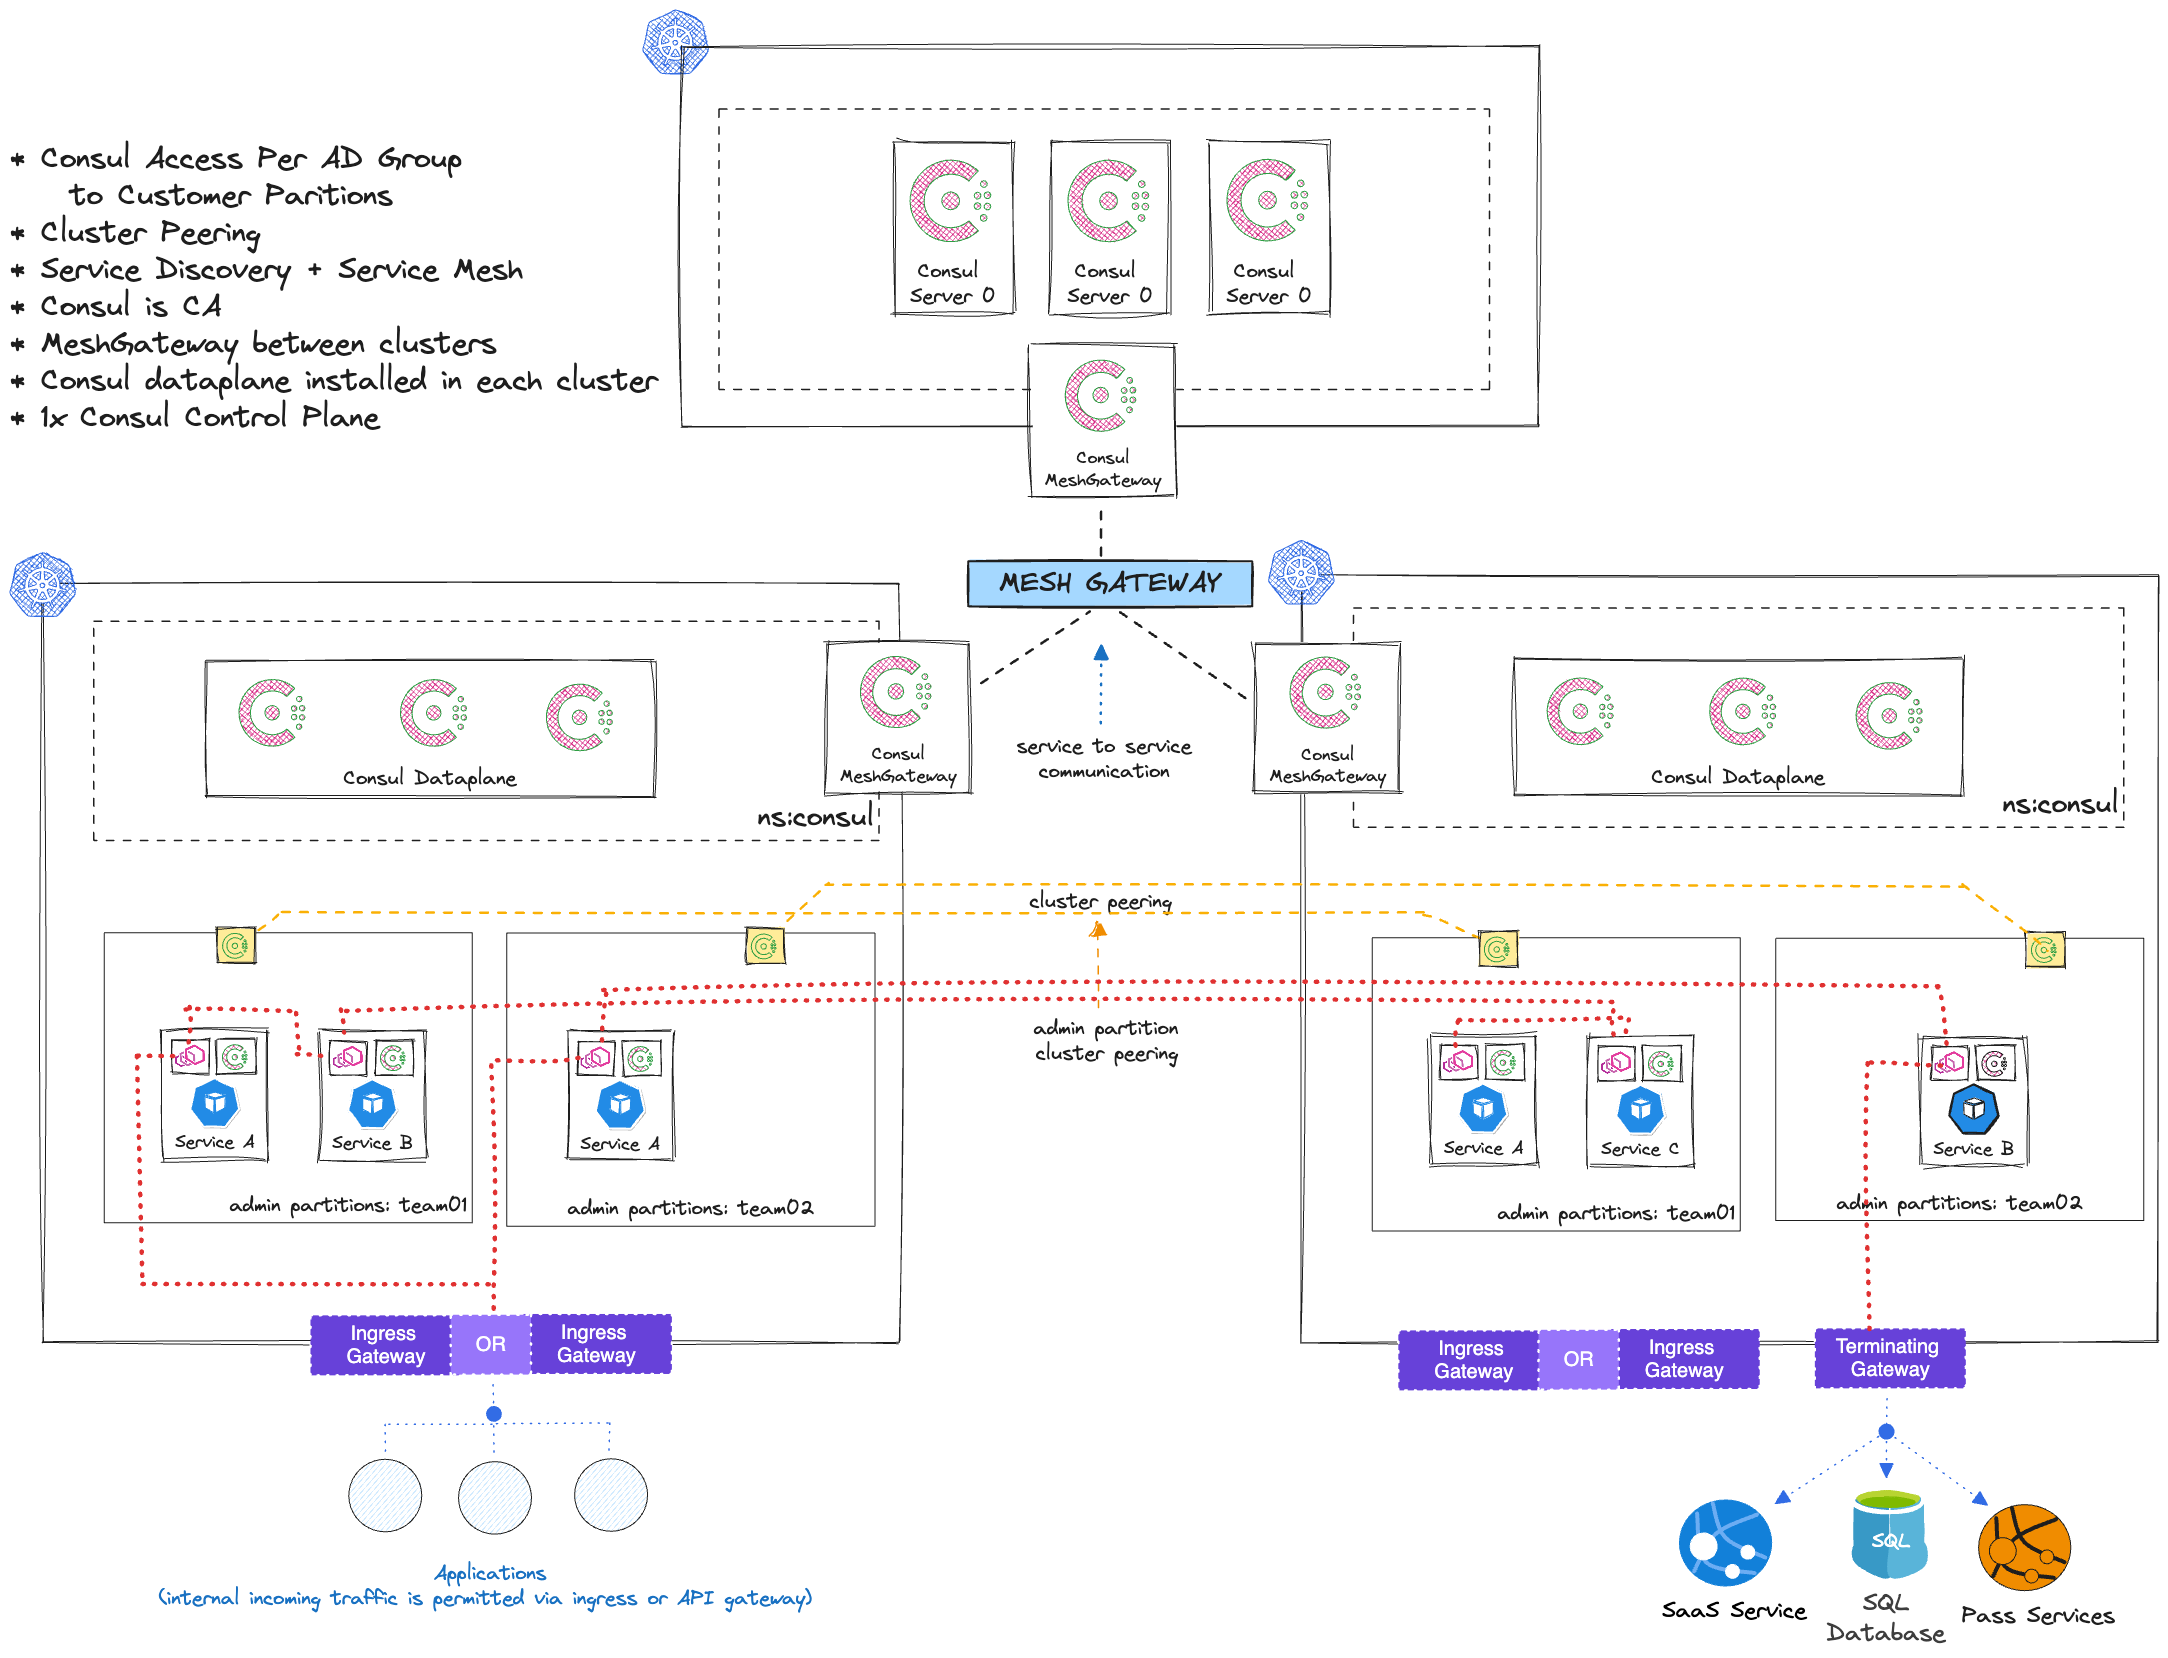 * Consul Access Per AD Group
to Customer Paritions
* Cluster Peering
* Service Discovery + Service Mesh
* Consul is CA
* MeshGateway between clusters
* Consul dataplane installed in each cluster
* 1x Consul Control Plane
Consul
Server 0
Consul
Server 0
Consul
Server 0
Consul
MeshGateway
MESH GATEWAY
Consul Dataplane
ns:consul
Consul
MeshGateway
service to service
communication
Consul
MeshGateway
Consul Dataplane
ns:consul
cluster peering
admin partition
cluster peering
Service A
Service B
admin partitions: team01
Service A
admin partitions: team02
Service A
Service C
admin partitions: team01
Service B
admin partitions: team02
Ingress
Gateway
OR
Ingress
Gateway
Ingress
Gateway
OR
Ingress
Gateway
Terminating
Gateway
Applications
(internal incoming traffic is permitted via ingress or API gateway)
SaaS Service
SQL
SQL
Database
Pass Services